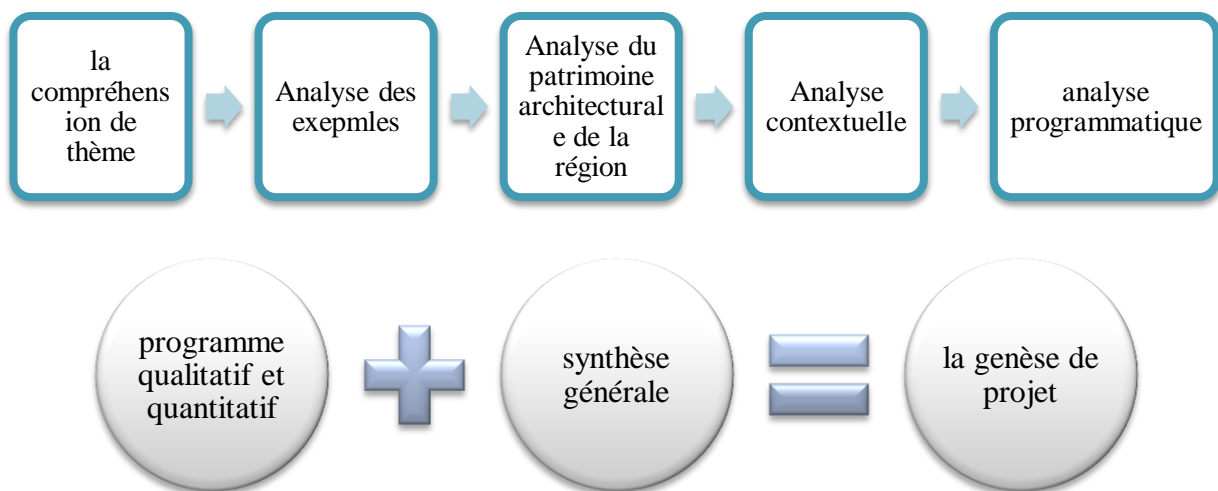 la
compréhens
ion de
thème
Analyse des
exepmles
Analyse du
patrimoine
architectural
e de la
région
Analyse
contextuelle
analyse
programmatique
programme
qualitatif et
quantitatif
synthèse
générale
la genèse de
projet